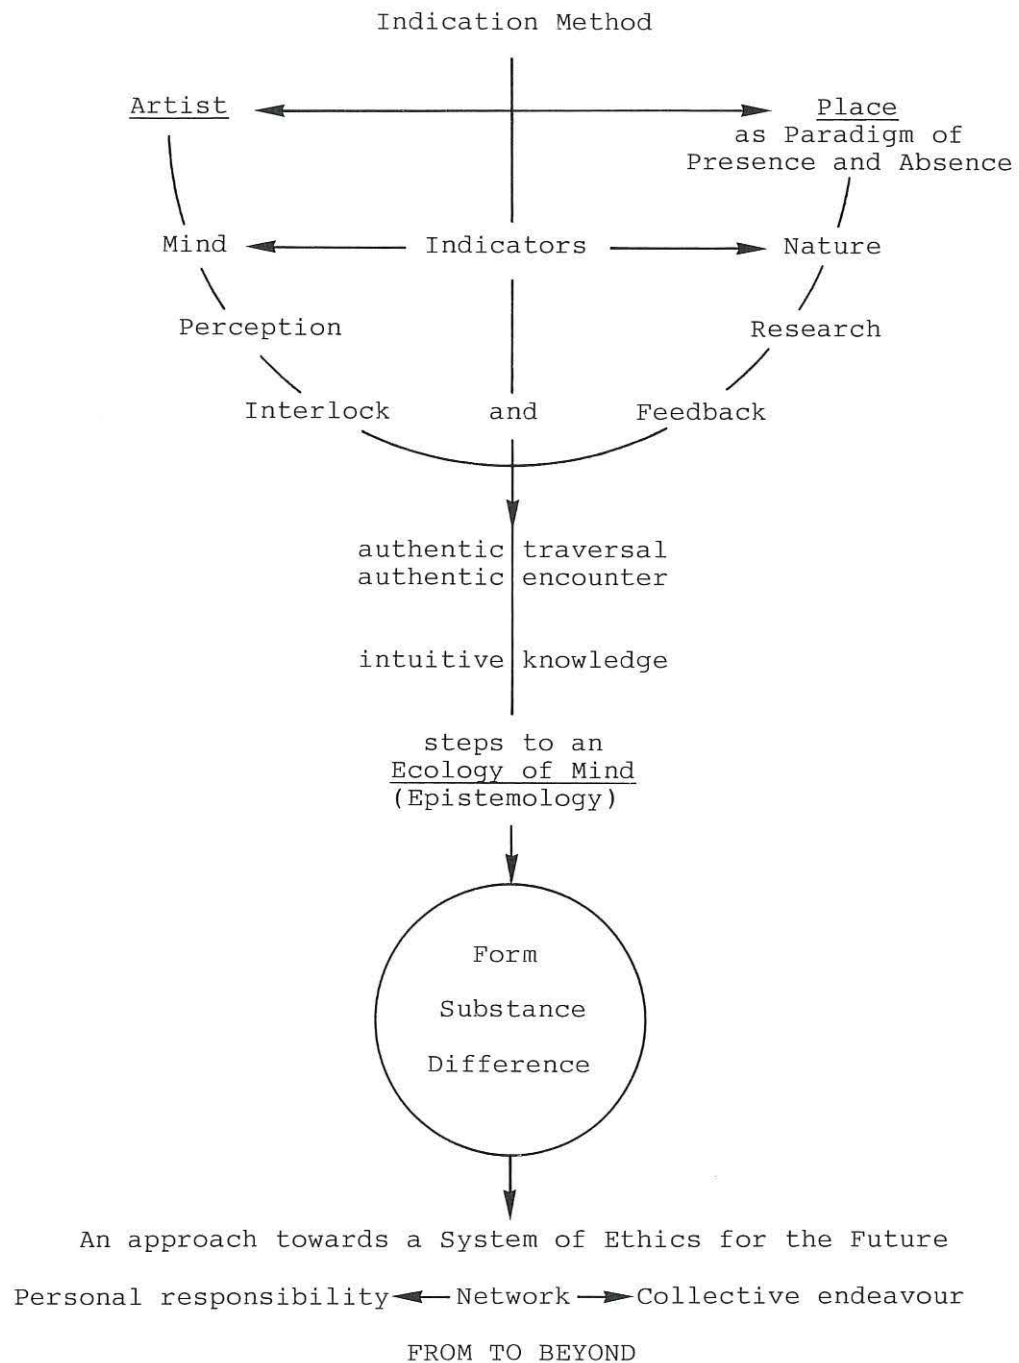 Indication Method
Artist
Place
as Paradigm of
Presence and Absence
Mind Indicators Nature
Perception Research
Interlock and Feedback
authentic traversal
authentic encounter
intuitive knowledge
steps to an
Ecology of Mind
(Epistemology)
Form
Substance
Difference
An approach towards a System of Ethics for the Future
Personal responsibility Network Collective endeavour
FROM TO BEYOND